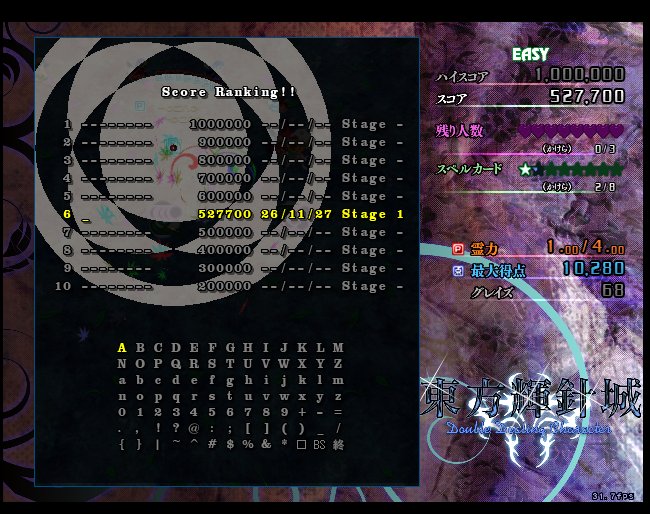 Score Ranking!!
1 -------- 1000000 --/--/-- Stage -
2 -------- 900000 --/--/-- Stage -
3 -------- 800000 --/--/-- Stage -
4 -------- 700000 --/--/-- Stage -
5 -------- 600000 --/--/-- Stage -
6 _ 527700 26/11/27 Stage 1
7 -------- 500000 --/--/-- Stage -
8 -------- 400000 --/--/-- Stage -
9 -------- 300000 --/--/-- Stage -
10 -------- 200000 --/--/-- Stage -
A B C D E F G H I J K L M
N O P Q R S T U V W X Y Z
a b c d e f g h i j k l m
n o p q r s t u v w x y z
0 1 2 3 4 5 6 7 8 9 + - =
. , ! ? @ : ; [ ] ( ) _ /
{ } | ~ ^ # $ % & * □ BS 終
EASY
ハイスコア 1,000,000
スコア 527,700
残り人数
(かけら) 0/3
スペルカード
(かけら) 2/8
P 霊力 1.00/4.00
点 最大得点 10,280
グレイズ 68
東方輝針城
Double Dealing Character
31.7fps